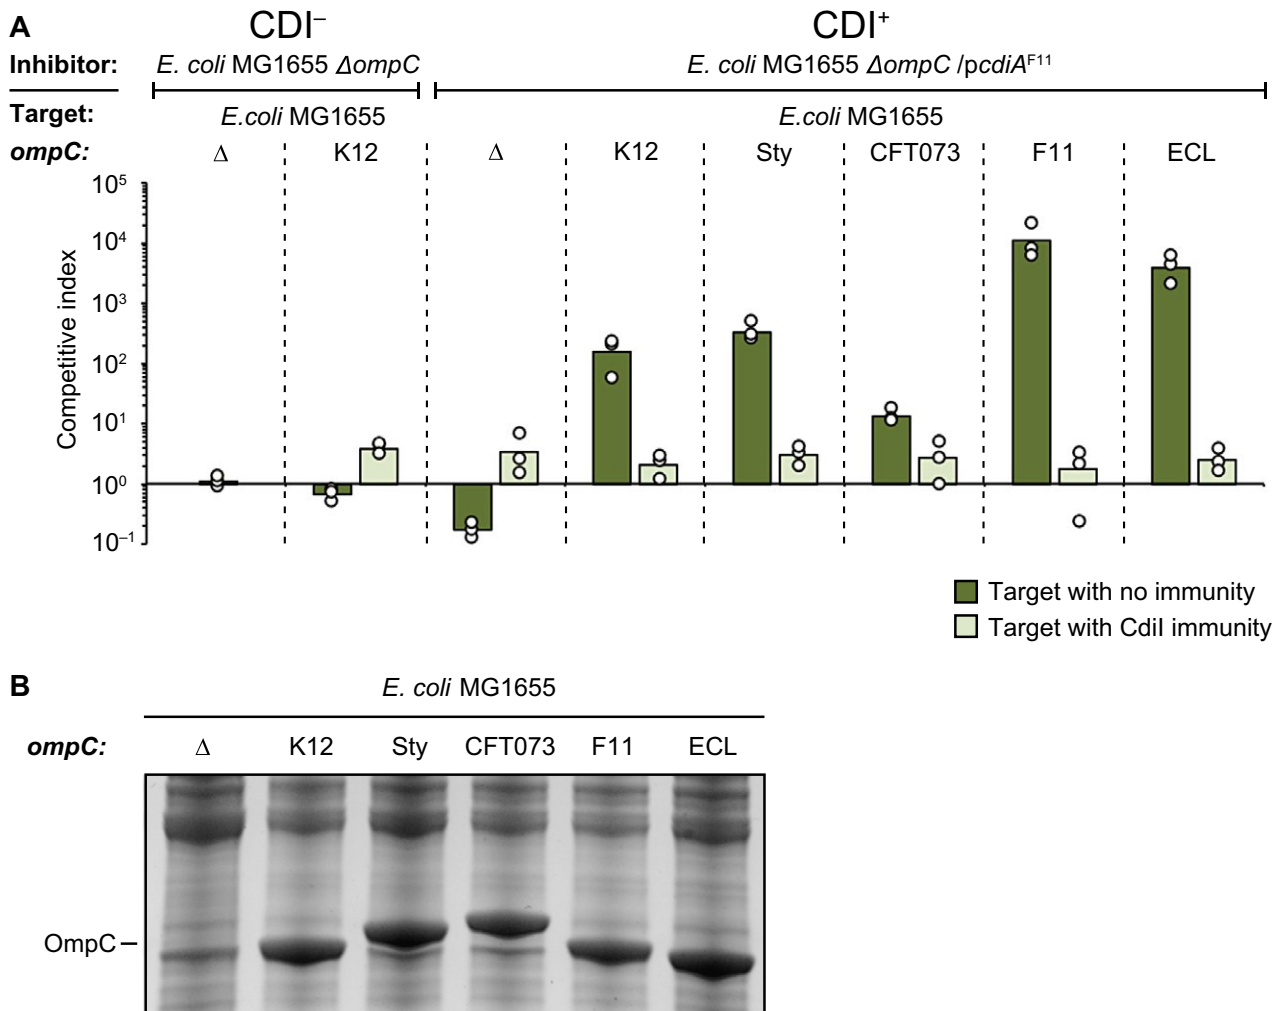 A CDI⁻ CDI⁺
Inhibitor: E. coli MG1655 ΔompC E. coli MG1655 ΔompC /pcdiAF11
Target: E.coli MG1655 E.coli MG1655
ompC: Δ K12 Δ K12 Sty CFT073 F11 ECL
10⁵
10⁴
10³
10²
10¹
10⁰
10⁻¹
Competitive index
Target with no immunity
Target with CdiI immunity
B E. coli MG1655
ompC: Δ K12 Sty CFT073 F11 ECL
OmpC –